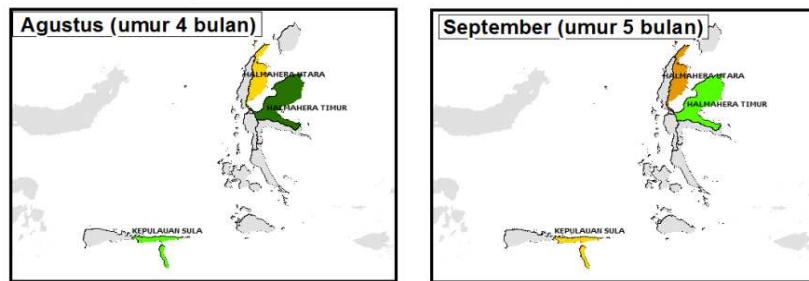 Agustus (umur 4 bulan)
HALMAHERA UTARA
HALMAHERA TIMUR
KEPULAUAN SULA
September (umur 5 bulan)
HALMAHERA UTARA
HALMAHERA TIMUR
KEPULAUAN SULA